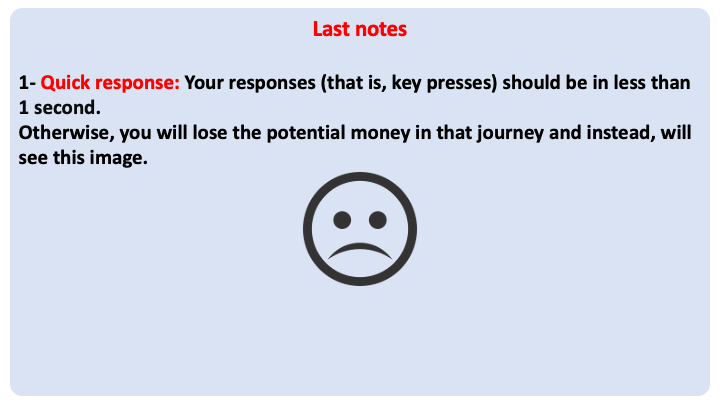 Last notes
1- Quick response: Your responses (that is, key presses) should be in less than
1 second.
Otherwise, you will lose the potential money in that journey and instead, will
see this image.